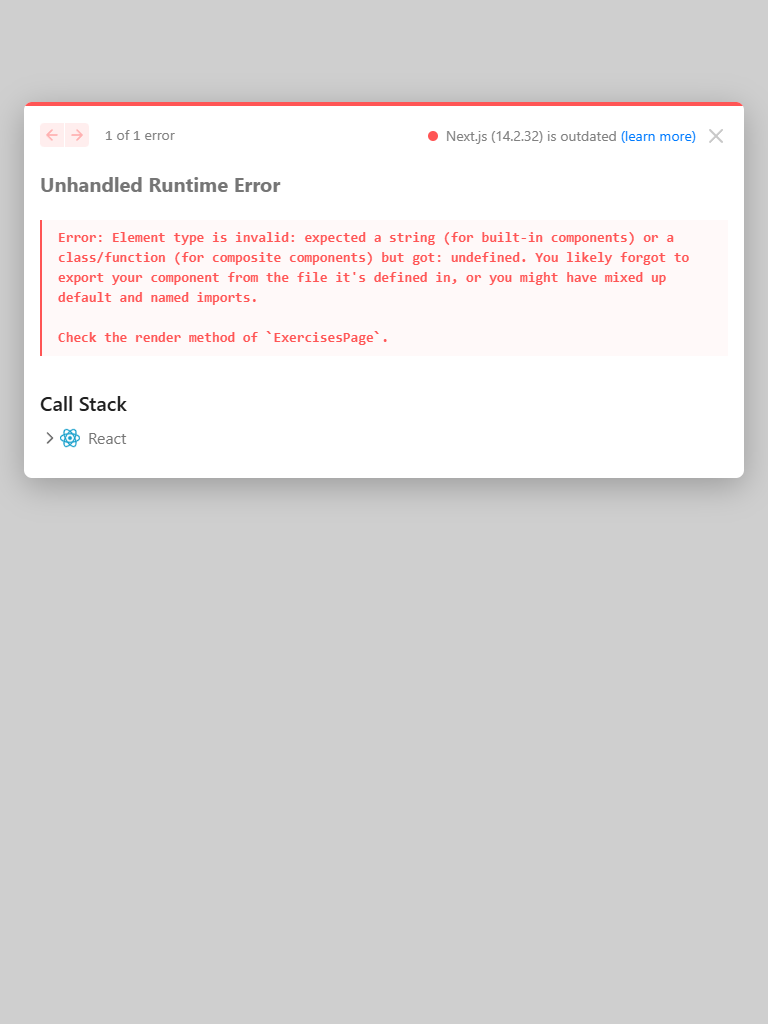 1 of 1 error
Next.js (14.2.32) is outdated (learn more)
Unhandled Runtime Error
Error: Element type is invalid: expected a string (for built-in components) or a
class/function (for composite components) but got: undefined. You likely forgot to
export your component from the file it's defined in, or you might have mixed up
default and named imports.
Check the render method of `ExercisesPage`.
Call Stack
React